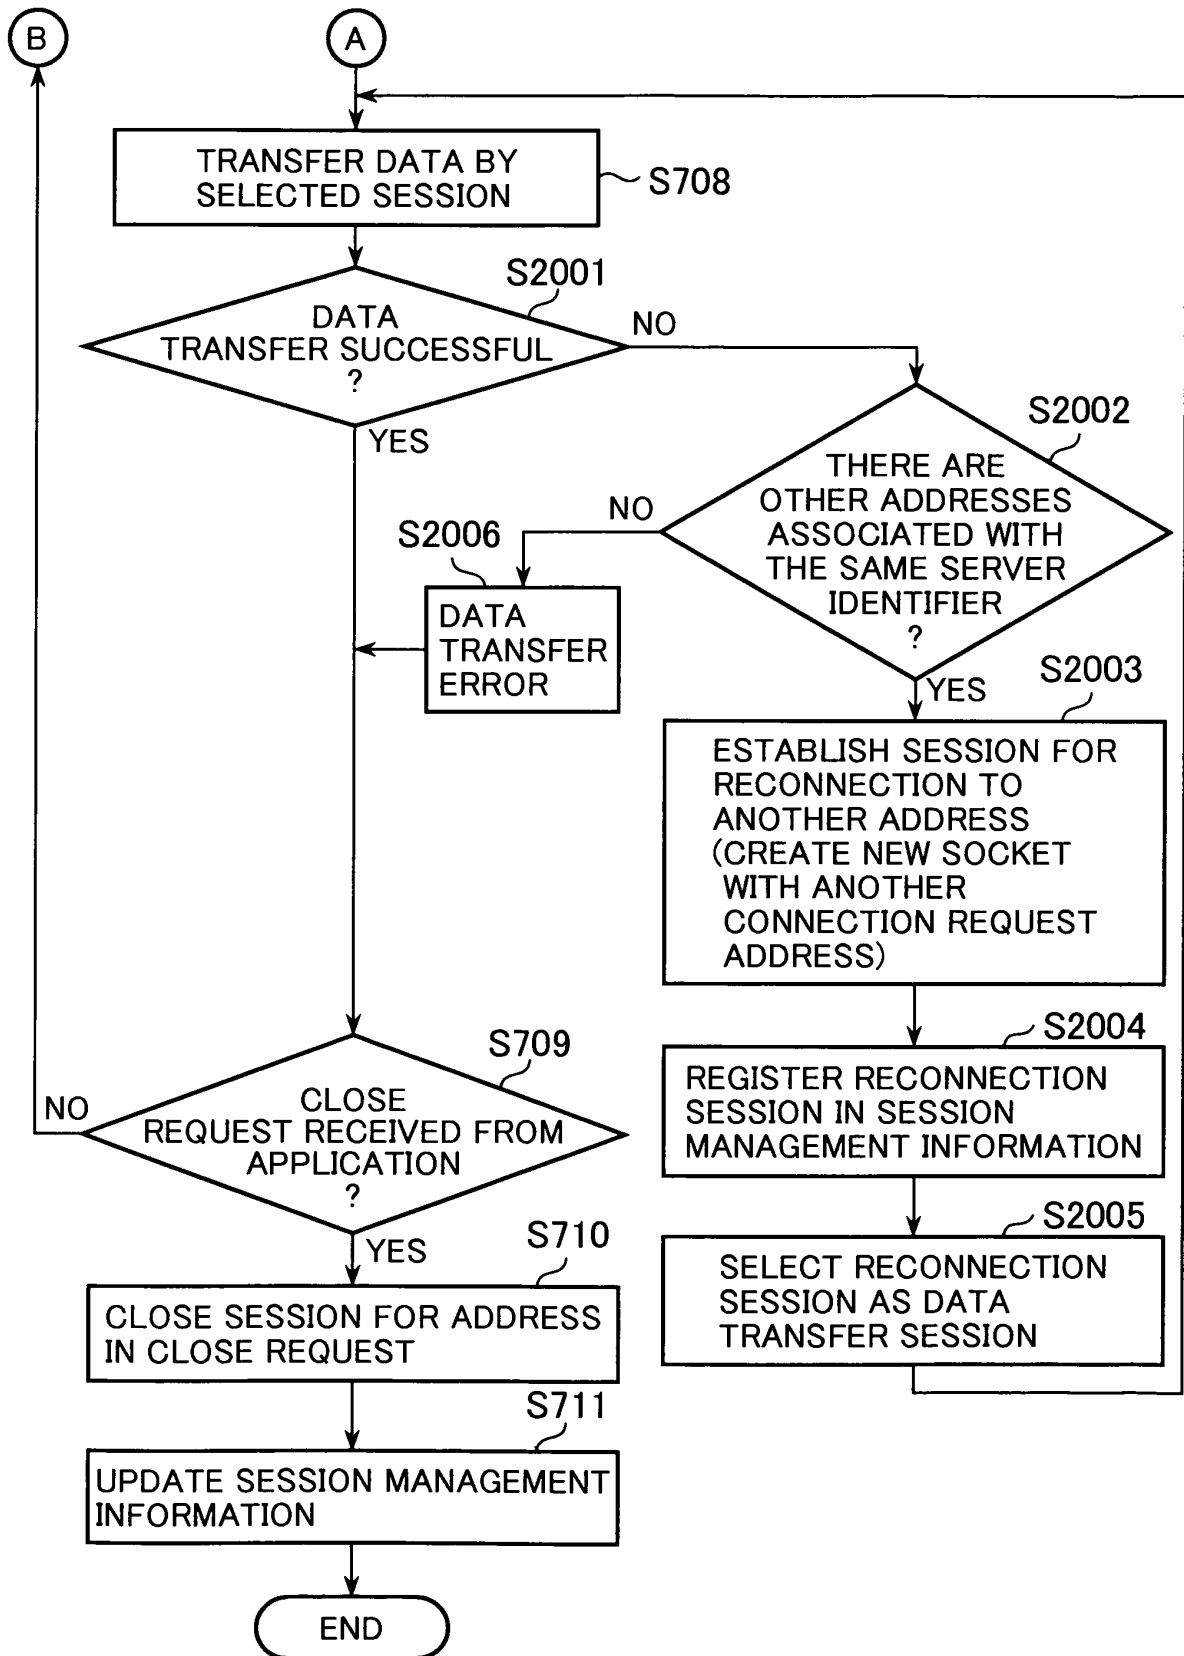 B
A
TRANSFER DATA BY
SELECTED SESSION
S708
S2001
DATA
TRANSFER SUCCESSFUL
?
NO
YES
S2002
THERE ARE
OTHER ADDRESSES
ASSOCIATED WITH
THE SAME SERVER
IDENTIFIER
?
NO
S2006
DATA
TRANSFER
ERROR
YES
S2003
ESTABLISH SESSION FOR
RECONNECTION TO
ANOTHER ADDRESS
(CREATE NEW SOCKET
WITH ANOTHER
CONNECTION REQUEST
ADDRESS)
S2004
REGISTER RECONNECTION
SESSION IN SESSION
MANAGEMENT INFORMATION
S2005
SELECT RECONNECTION
SESSION AS DATA
TRANSFER SESSION
S709
CLOSE
REQUEST RECEIVED FROM
APPLICATION
?
NO
YES
S710
CLOSE SESSION FOR ADDRESS
IN CLOSE REQUEST
S711
UPDATE SESSION MANAGEMENT
INFORMATION
END